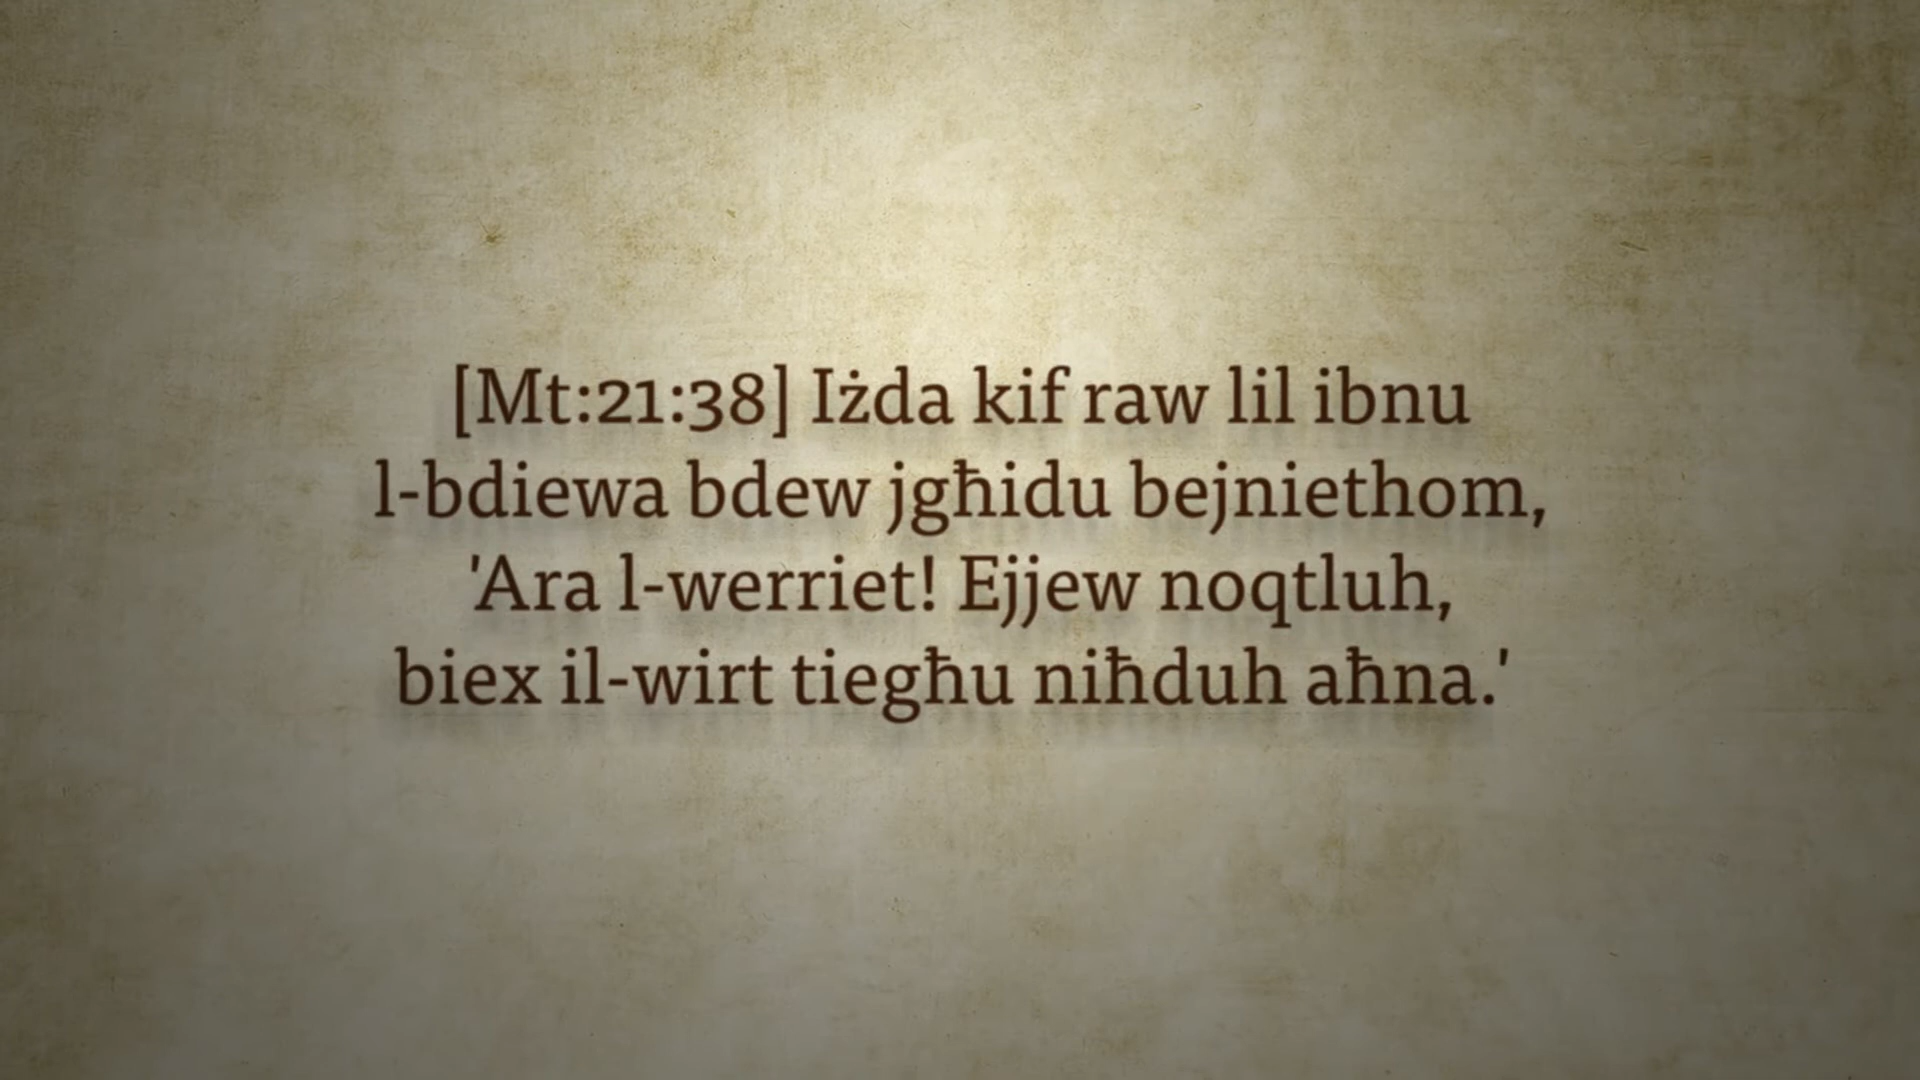 [Mt:21:38] Iżda kif raw lil ibnu
l-bdiewa bdew jgħidu bejniethom,
'Ara l-werriet! Ejjew noqtluh,
biex il-wirt tiegħu niħduh aħna.'